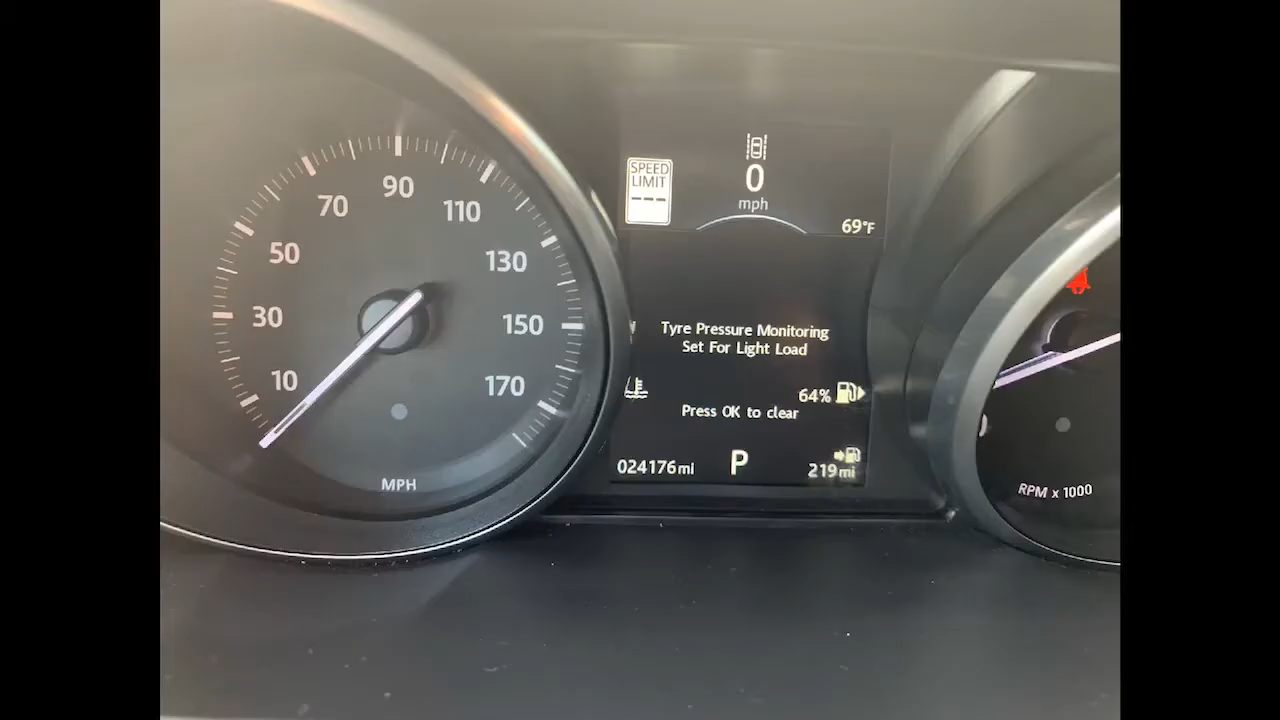 90
70
110
50
130
30
150
10
170
MPH
SPEED
LIMIT
---
0
mph
69°F
Tyre Pressure Monitoring
Set For Light Load
64%
Press OK to clear
024176mi
P
219mi
RPM x 1000